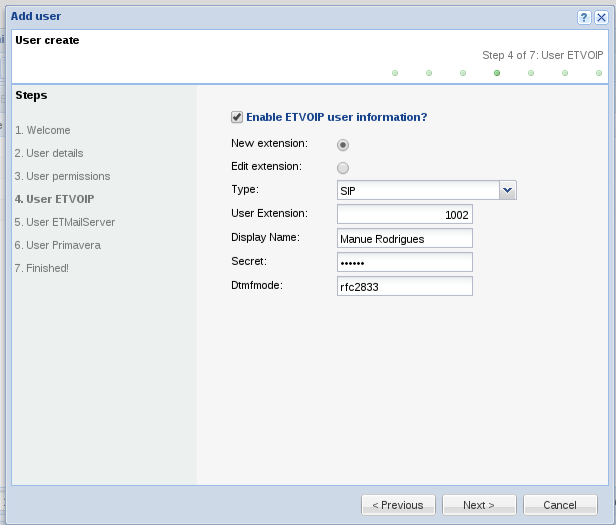 Add user
User create
Step 4 of 7: User ETVOIP
Steps
1. Welcome
2. User details
3. User permissions
4. User ETVOIP
5. User ETMailServer
6. User Primavera
7. Finished!
Enable ETVOIP user information?
New extension:
Edit extension:
Type: SIP
User Extension: 1002
Display Name: Manue Rodrigues
Secret: ••••••
Dtmfmode: rfc2833
< Previous Next > Cancel